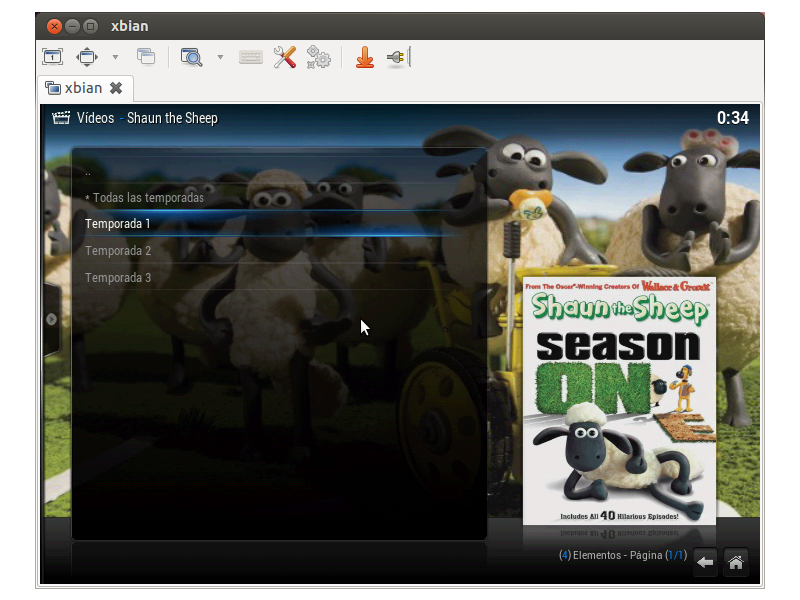 xbian
1
xbian
Vídeos - Shaun the Sheep
0:34
..
* Todas las temporadas
Temporada 1
Temporada 2
Temporada 3
From The Oscar®-Winning Creators Of Wallace & Gromit
Shaun the Sheep
season
ONE
Includes All 40 Hilarious Episodes!
(4) Elementos - Página (1/1)